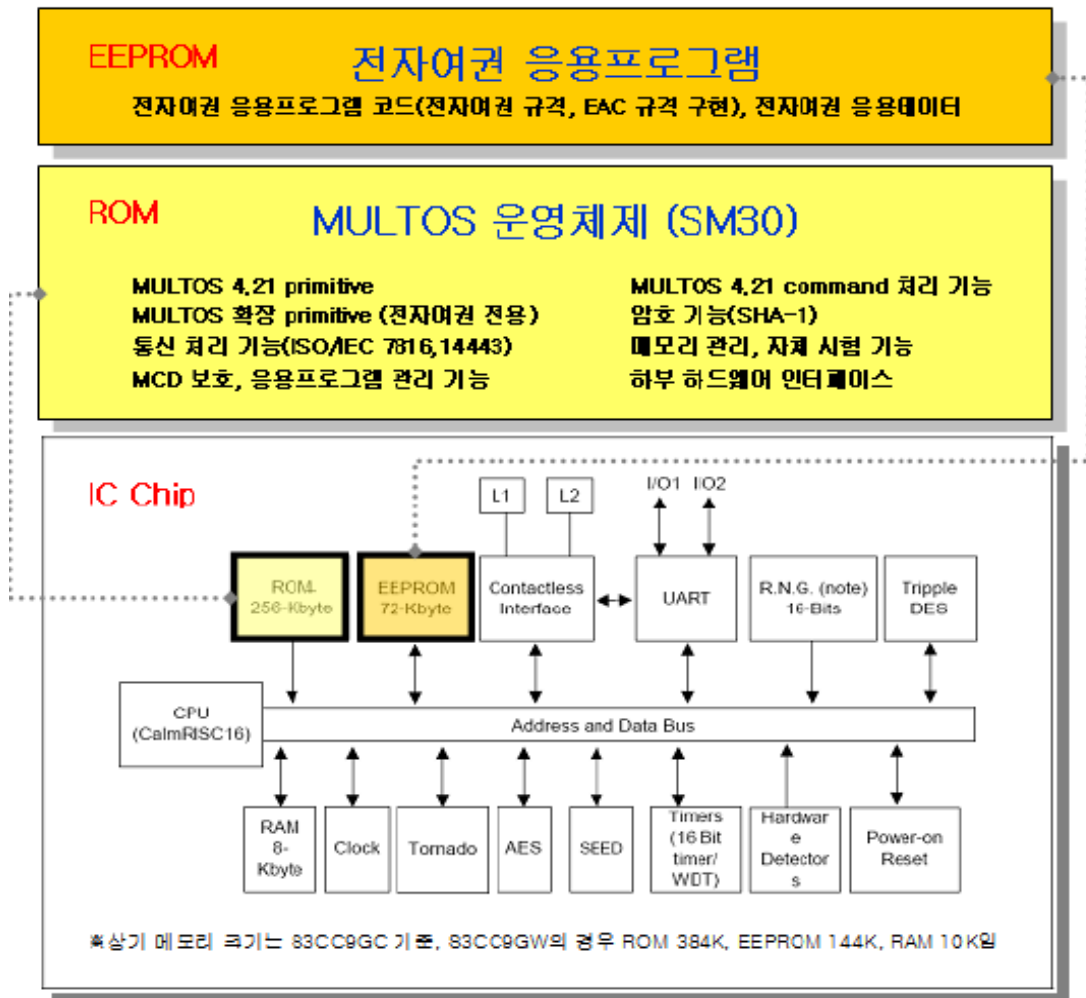 EEPROM 전자여권 응용프로그램
전자여권 응용프로그램 코드(전자여권 규격, EAC 규격 구현), 전자여권 응용데이터
ROM MULTOS 운영체제 (SM30)
MULTOS 4.21 primitive
MULTOS 확장 primitive (전자여권 전용)
통신 처리 기능(ISO/IEC 7816,14443)
MCD 보호, 응용프로그램 관리 기능
MULTOS 4.21 command 처리 기능
암호 기능(SHA-1)
메모리 관리, 자체 시험 기능
하부 하드웨어 인터페이스
IC Chip
L1 L2 I/O1 I/O2
ROM
256-Kbyte
EEPROM
72-Kbyte
Contactless
Interface
UART
R.N.G. (note)
16-Bits
Tripple
DES
CPU
(CalmRISC16)
Address and Data Bus
RAM
8-
Kbyte
Clock
Tornado
AES
SEED
Timers
(16 Bit
timer/
WDT)
Hardwar
e
Detector
s
Power-on
Reset
※상기 메모리 크기는 S3CC9GC 기준, S3CC9GW의 경우 ROM 384K, EEPROM 144K, RAM 10K임